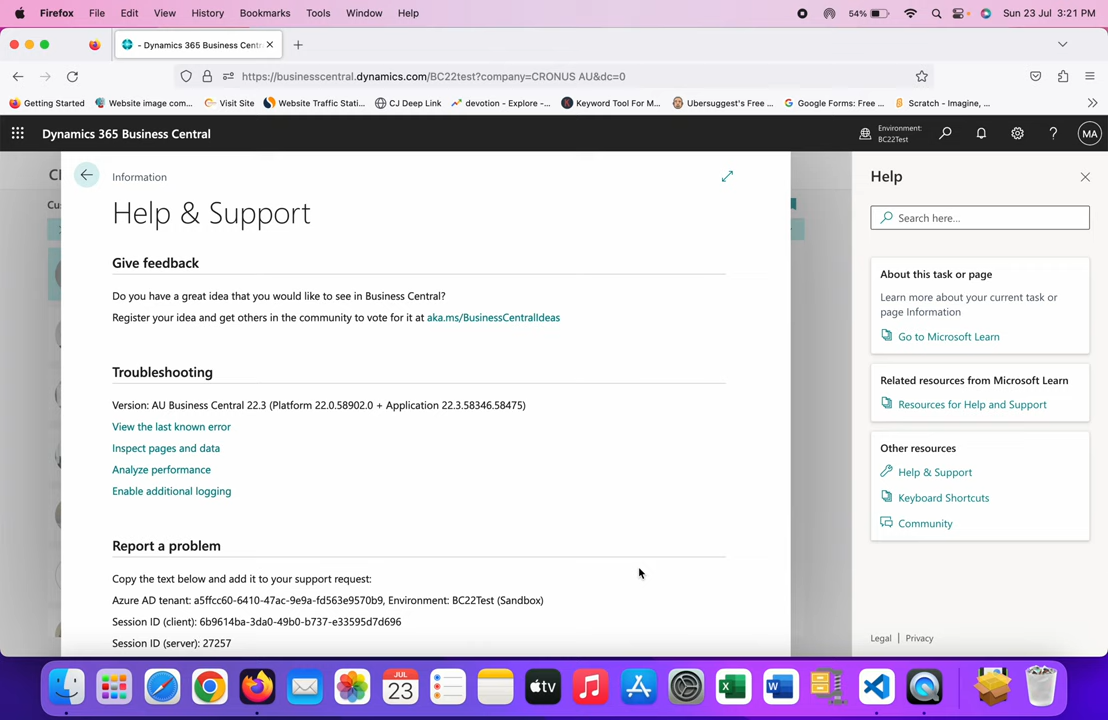 Firefox File Edit View History Bookmarks Tools Window Help 54% Sun 23 Jul 3:21 PM
- Dynamics 365 Business Centr
https://businesscentral.dynamics.com/BC22test?company=CRONUS AU&dc=0
Getting Started Website image com... Visit Site Website Traffic Stati... CJ Deep Link devotion - Explore -... Keyword Tool For M... Ubersuggest's Free ... Google Forms: Free ... Scratch - Imagine, ...
Dynamics 365 Business Central Environment: BC22Test MA
Information
Help & Support
Give feedback
Do you have a great idea that you would like to see in Business Central?
Register your idea and get others in the community to vote for it at aka.ms/BusinessCentralIdeas
Troubleshooting
Version: AU Business Central 22.3 (Platform 22.0.58902.0 + Application 22.3.58346.58475)
View the last known error
Inspect pages and data
Analyze performance
Enable additional logging
Report a problem
Copy the text below and add it to your support request:
Azure AD tenant: a5ffcc60-6410-47ac-9e9a-fd563e9570b9, Environment: BC22Test (Sandbox)
Session ID (client): 6b9614ba-3da0-49b0-b737-e33595d7d696
Session ID (server): 27257
Help
Search here...
About this task or page
Learn more about your current task or
page Information
Go to Microsoft Learn
Related resources from Microsoft Learn
Resources for Help and Support
Other resources
Help & Support
Keyboard Shortcuts
Community
Legal | Privacy
JUL
23
tv